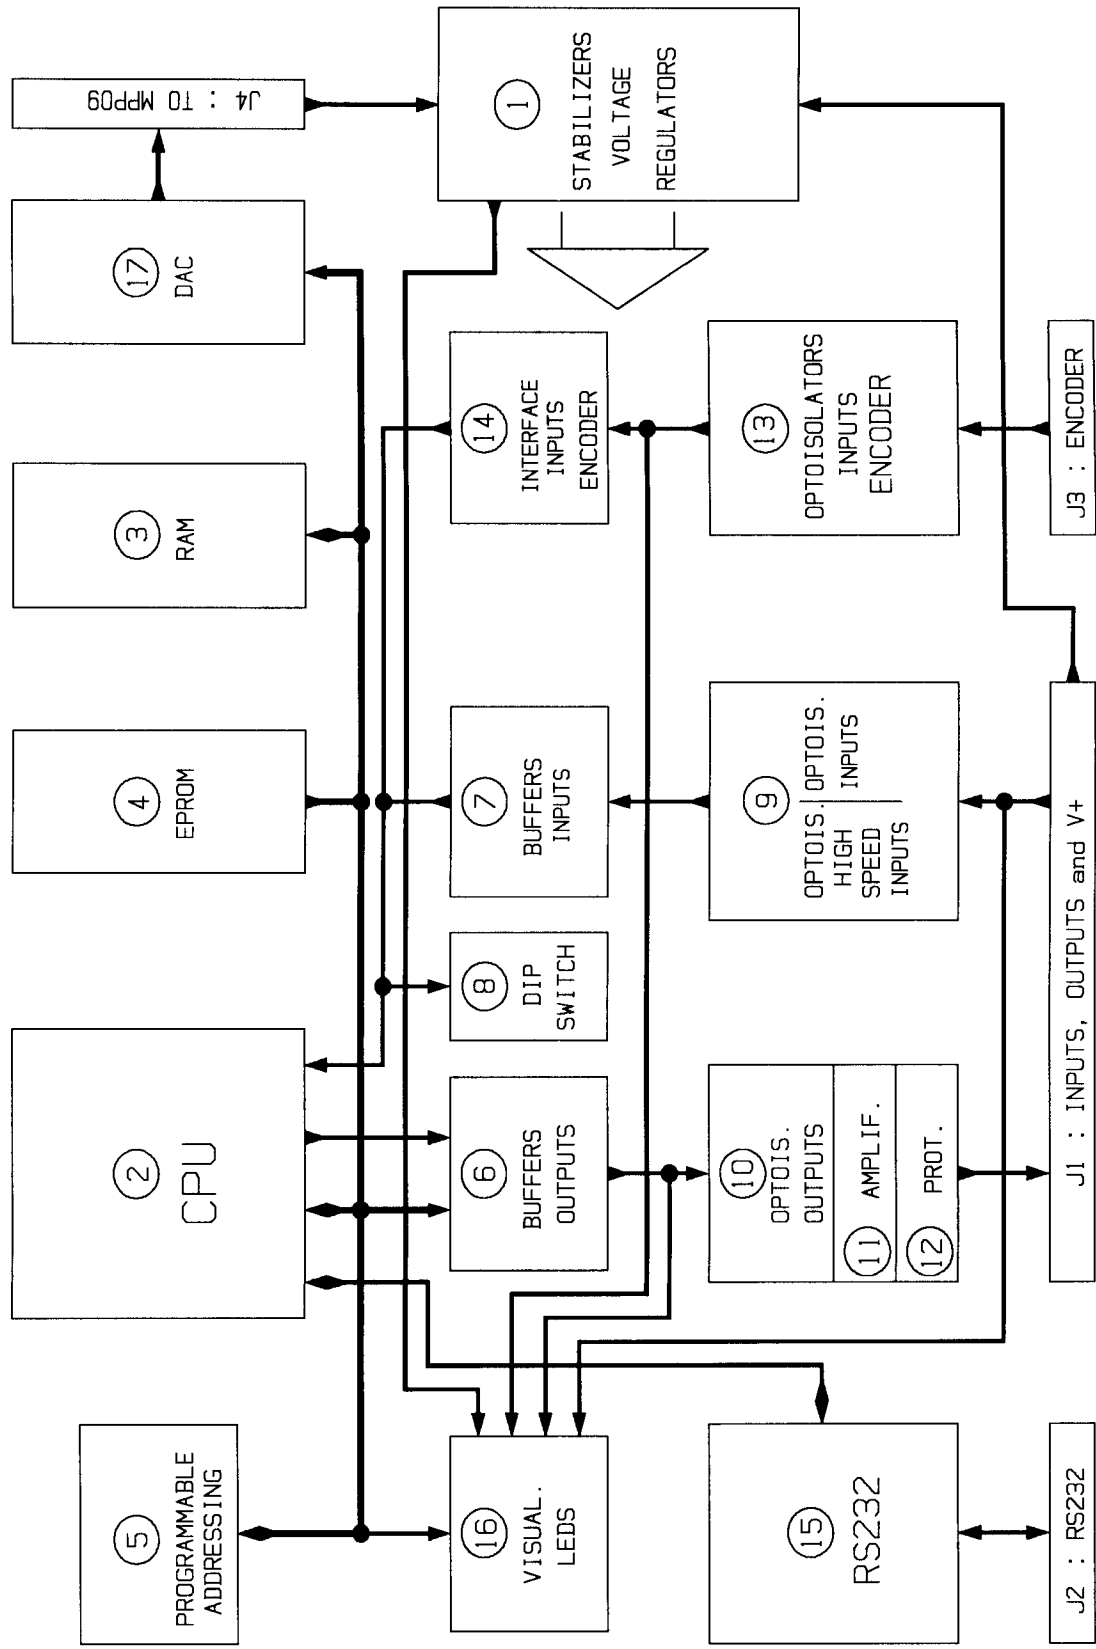 5
PROGRAMMABLE
ADDRESSING
2
CPU
4
EPROM
3
RAM
17
DAC
J4 : TO MPP09
16
VISUAL.
LEDS
6
BUFFERS
OUTPUTS
8
DIP
SWITCH
7
BUFFERS
INPUTS
14
INTERFACE
INPUTS
ENCODER
1
STABILIZERS
VOLTAGE
REGULATORS
15
RS232
10
OPTOIS.
OUTPUTS
11 AMPLIF.
12 PROT.
9
OPTOIS.
HIGH
SPEED
INPUTS
OPTOIS.
INPUTS
13
OPTOISOLATORS
INPUTS
ENCODER
J2 : RS232
J1 : INPUTS, OUTPUTS and V+
J3 : ENCODER